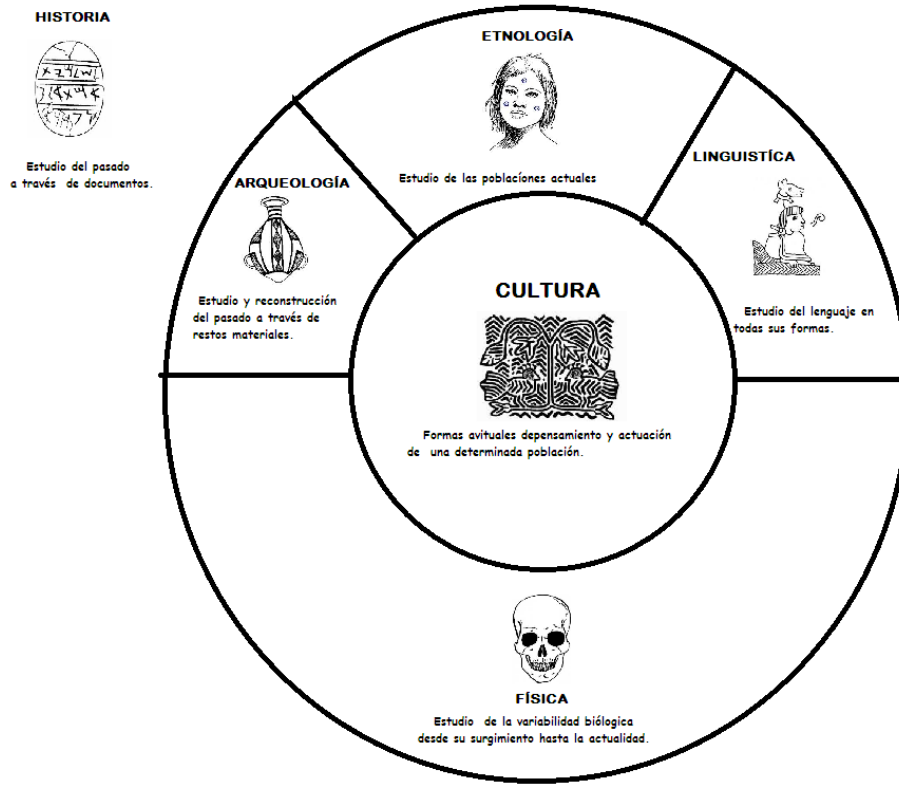 HISTORIA
Estudio del pasado
a través de documentos.
ETNOLOGÍA
Estudio de las poblaciónes actuales
LINGUISTÍCA
Estudio del lenguaje en
todas sus formas.
ARQUEOLOGÍA
Estudio y reconstrucción
del pasado a través de
restos materiales.
CULTURA
Formas avituales depensamiento y actuación
de una determinada población.
FÍSICA
Estudio de la variabilidad biólogica
desde su surgimiento hasta la actualidad.